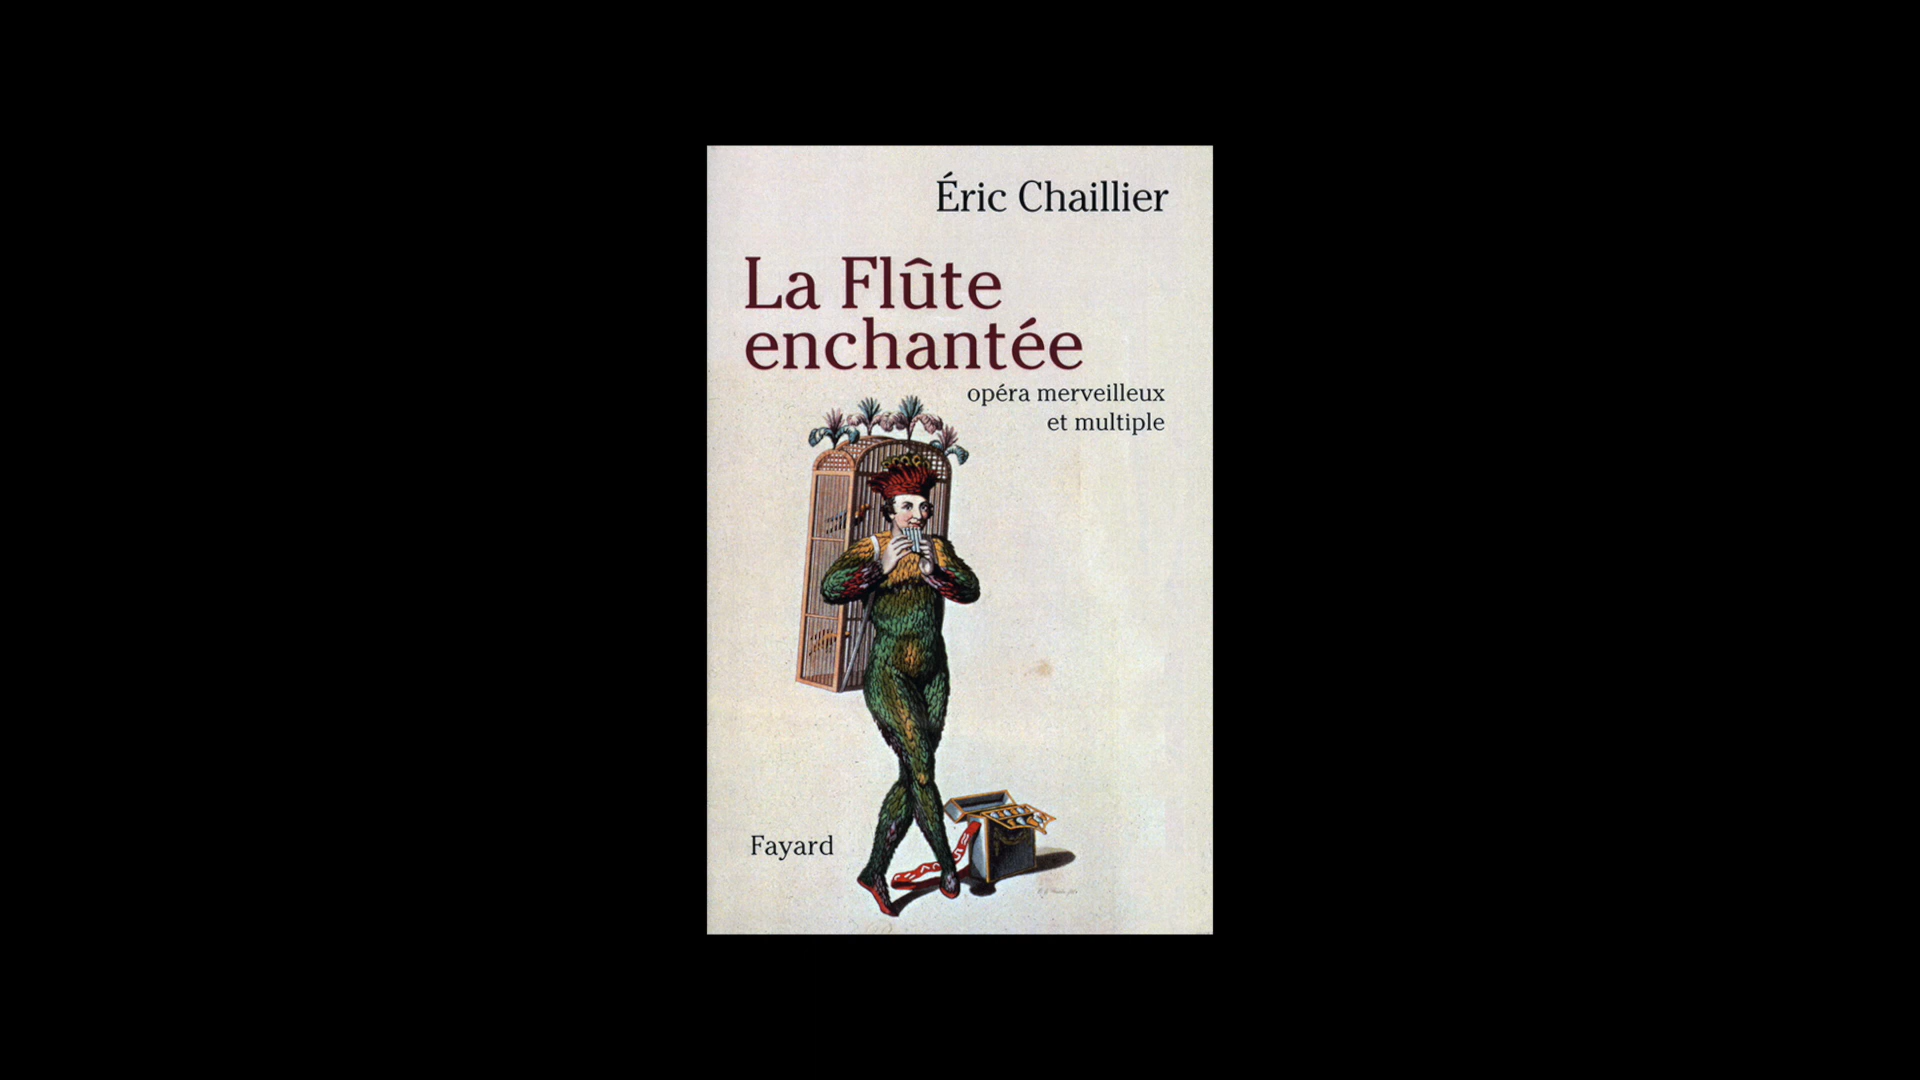 Éric Chaillier
La Flûte
enchantée
opéra merveilleux
et multiple
Fayard